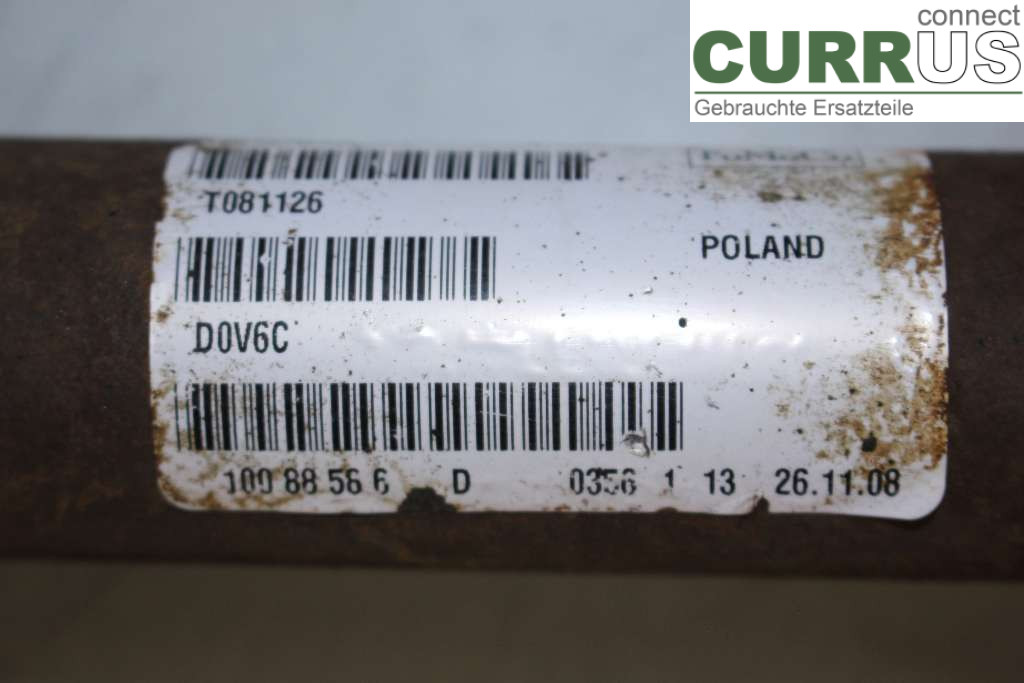 connect
CURRUS
Gebrauchte Ersatzteile
T081126
POLAND
D0V6C
100 88 56 6 D 0356 1 13 26.11.08